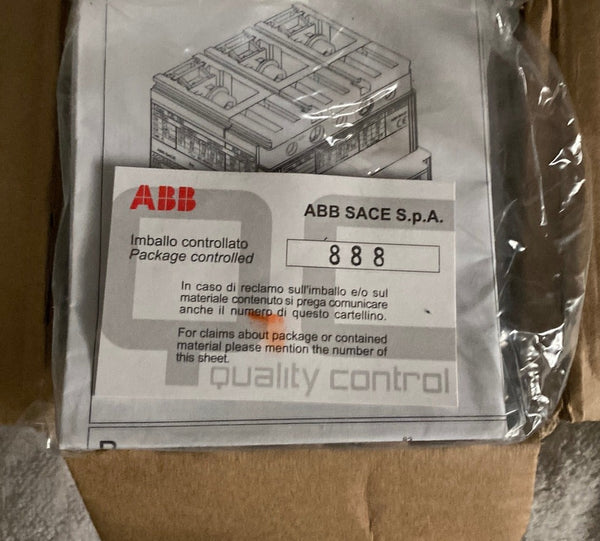 ABB
ABB SACE S.p.A.
Imballo controllato
Package controlled
888
In caso di reclamo sull'imballo e/o sul
materiale contenuto si prega comunicare
anche il numero di questo cartellino.
For claims about package or contained
material please mention the number of
this sheet.
QC
quality control